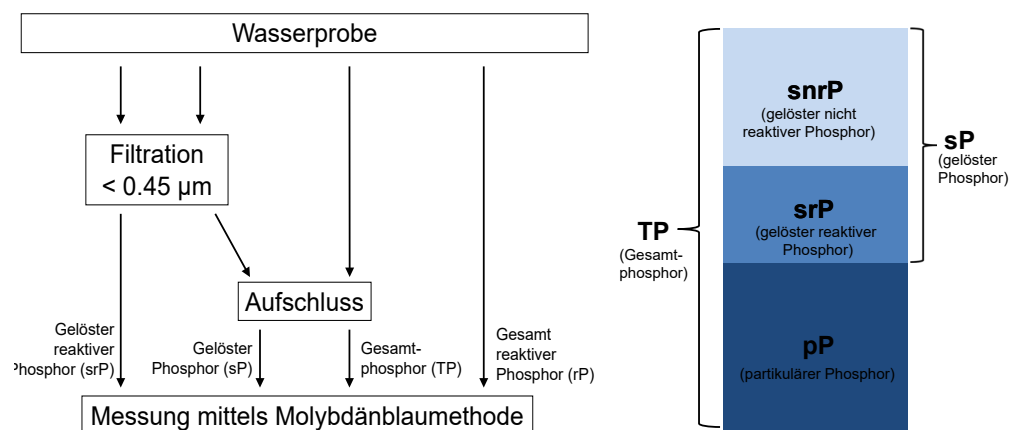 Wasserprobe
Filtration
< 0.45 µm
Aufschluss
Gelöster
reaktiver
Phosphor (srP)
Gelöster
Phosphor (sP)
Gesamt-
phosphor (TP)
Gesamt
reaktiver
Phosphor (rP)
Messung mittels Molybdänblaumethode
TP
(Gesamt-
phosphor)
snrP
(gelöster nicht
reaktiver Phosphor)
srP
(gelöster reaktiver
Phosphor)
pP
(partikulärer Phosphor)
sP
(gelöster
Phosphor)